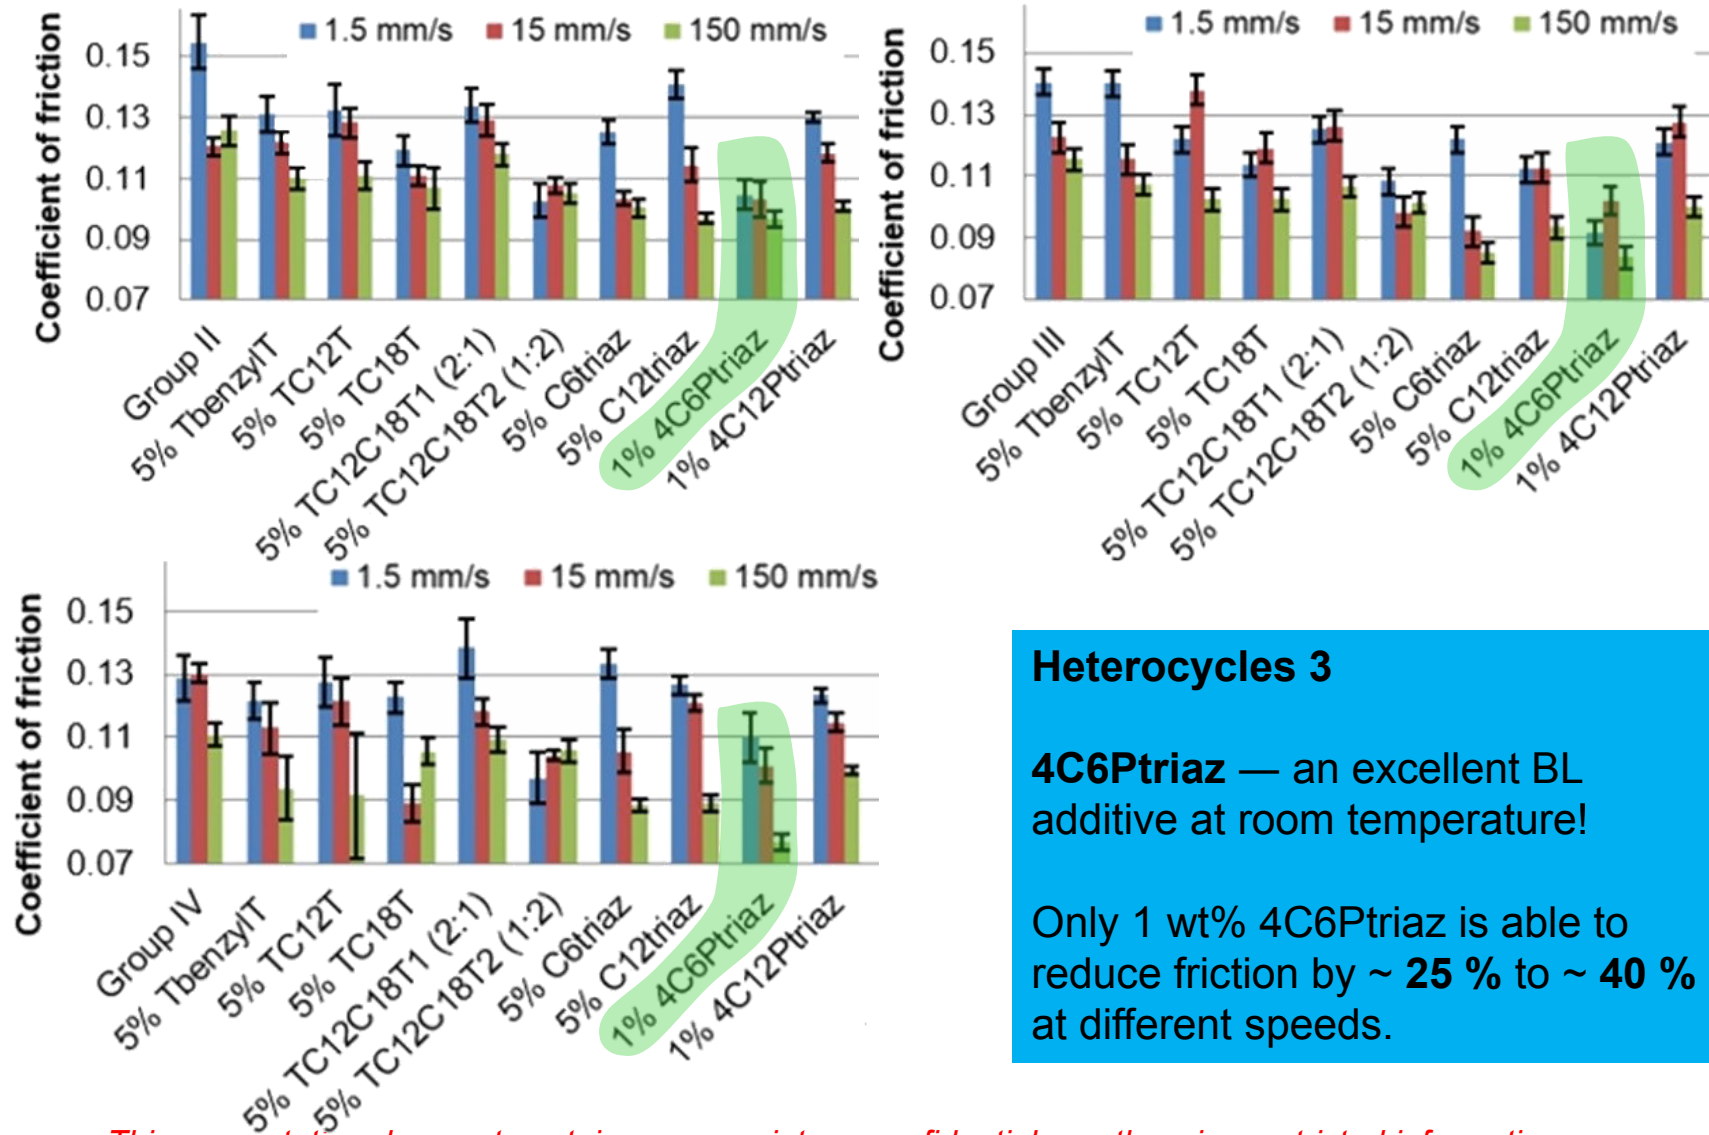 1.5 mm/s 15 mm/s 150 mm/s
Coefficient of friction
0.15
0.13
0.11
0.09
0.07
Group II
5% TbenzylT
5% TC12T
5% TC18T
5% TC12C18T1 (2:1)
5% TC12C18T2 (1:2)
5% C6triaz
5% C12triaz
1% 4C6Ptriaz
1% 4C12Ptriaz
1.5 mm/s 15 mm/s 150 mm/s
Coefficient of friction
0.15
0.13
0.11
0.09
0.07
Group III
5% TbenzylT
5% TC12T
5% TC18T
5% TC12C18T1 (2:1)
5% TC12C18T2 (1:2)
5% C6triaz
5% C12triaz
1% 4C6Ptriaz
1% 4C12Ptriaz
1.5 mm/s 15 mm/s 150 mm/s
Coefficient of friction
0.15
0.13
0.11
0.09
0.07
Group IV
5% TbenzylT
5% TC12T
5% TC18T
5% TC12C18T1 (2:1)
5% TC12C18T2 (1:2)
5% C6triaz
5% C12triaz
1% 4C6Ptriaz
1% 4C12Ptriaz
Heterocycles 3
4C6Ptriaz — an excellent BL
additive at room temperature!
Only 1 wt% 4C6Ptriaz is able to
reduce friction by ~ 25 % to ~ 40 %
at different speeds.